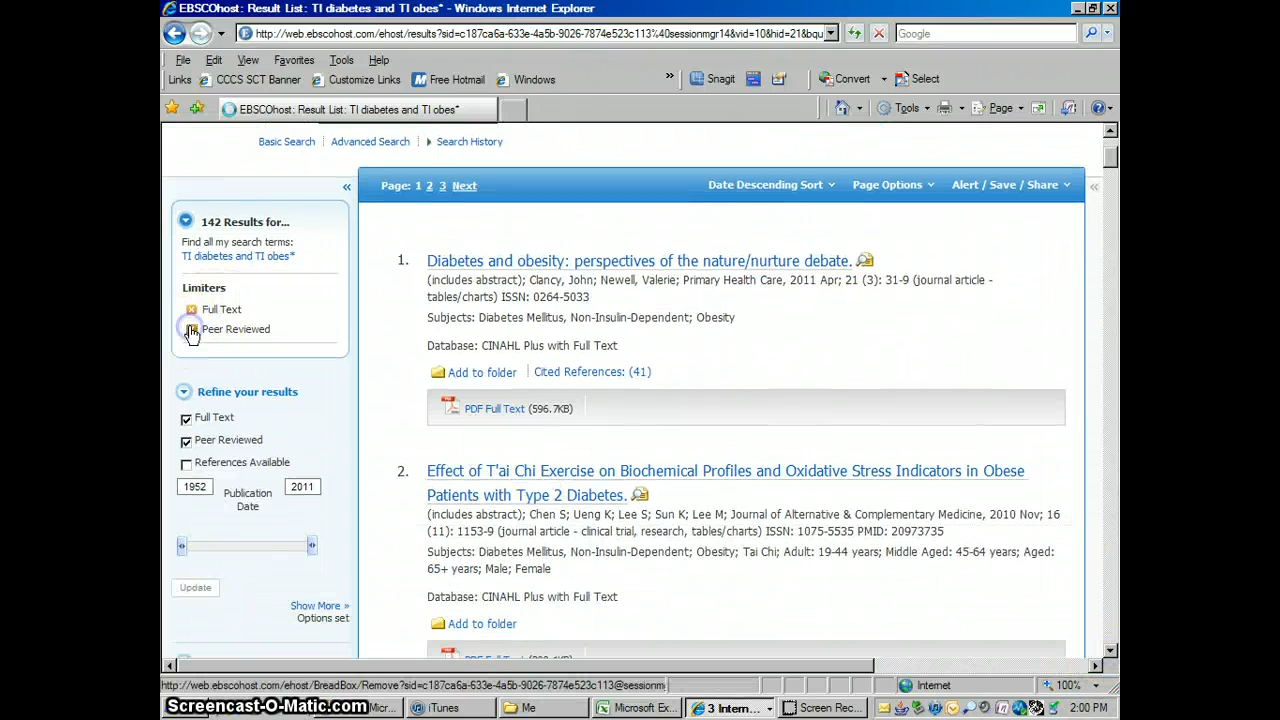 EBSCOhost: Result List: TI diabetes and TI obes* - Windows Internet Explorer
http://web.ebscohost.com/ehost/results?sid=c187ca6a-633e-4a5b-9026-7874e523c113%40sessionmgr14&vid=10&hid=21&bqu
Google
File Edit View Favorites Tools Help
Links CCCS SCT Banner Customize Links Free Hotmail Windows » Snagit Convert Select
EBSCOhost: Result List: TI diabetes and TI obes* Tools Page
Basic Search Advanced Search Search History
« Page: 1 2 3 Next Date Descending Sort Page Options Alert / Save / Share «
142 Results for...
Find all my search terms:
TI diabetes and TI obes*
Limiters
Full Text
Peer Reviewed
Refine your results
Full Text
Peer Reviewed
References Available
1952 Publication Date 2011
Update
Show More »
Options set
1. Diabetes and obesity: perspectives of the nature/nurture debate.
(includes abstract); Clancy, John; Newell, Valerie; Primary Health Care, 2011 Apr; 21 (3): 31-9 (journal article -
tables/charts) ISSN: 0264-5033
Subjects: Diabetes Mellitus, Non-Insulin-Dependent; Obesity
Database: CINAHL Plus with Full Text
Add to folder Cited References: (41)
PDF Full Text (596.7KB)
2. Effect of T'ai Chi Exercise on Biochemical Profiles and Oxidative Stress Indicators in Obese
Patients with Type 2 Diabetes.
(includes abstract); Chen S; Ueng K; Lee S; Sun K; Lee M; Journal of Alternative & Complementary Medicine, 2010 Nov; 16
(11): 1153-9 (journal article - clinical trial, research, tables/charts) ISSN: 1075-5535 PMID: 20973735
Subjects: Diabetes Mellitus, Non-Insulin-Dependent; Obesity; Tai Chi; Adult: 19-44 years; Middle Aged: 45-64 years; Aged:
65+ years; Male; Female
Database: CINAHL Plus with Full Text
Add to folder
http://web.ebscohost.com/ehost/BreadBox/Remove?sid=c187ca6a-633e-4a5b-9026-7874e523c113@sessionm Internet 100%
Screencast-O-Matic.com Micr... iTunes Me Microsoft Ex... 3 Intern... Screen Rec... 2:00 PM